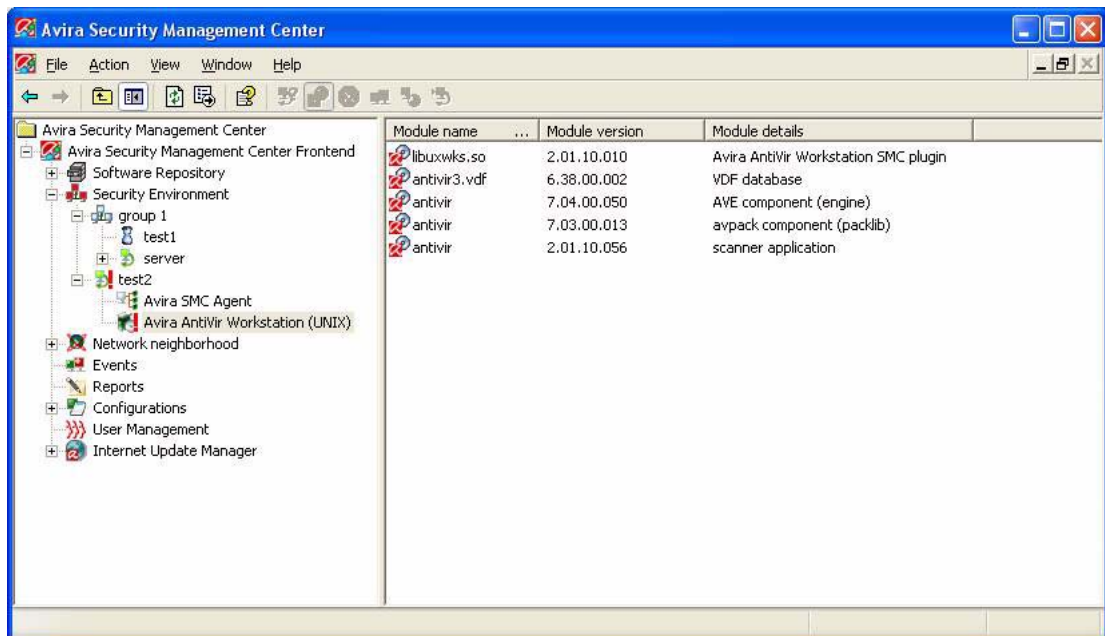 Avira Security Management Center
File Action View Window Help
Avira Security Management Center
Avira Security Management Center Frontend
Software Repository
Security Environment
group 1
test1
server
test2
Avira SMC Agent
Avira AntiVir Workstation (UNIX)
Network neighborhood
Events
Reports
Configurations
User Management
Internet Update Manager
Module name ... Module version Module details
libuxwks.so 2.01.10.010 Avira AntiVir Workstation SMC plugin
antivir3.vdf 6.38.00.002 VDF database
antivir 7.04.00.050 AVE component (engine)
antivir 7.03.00.013 avpack component (packlib)
antivir 2.01.10.056 scanner application